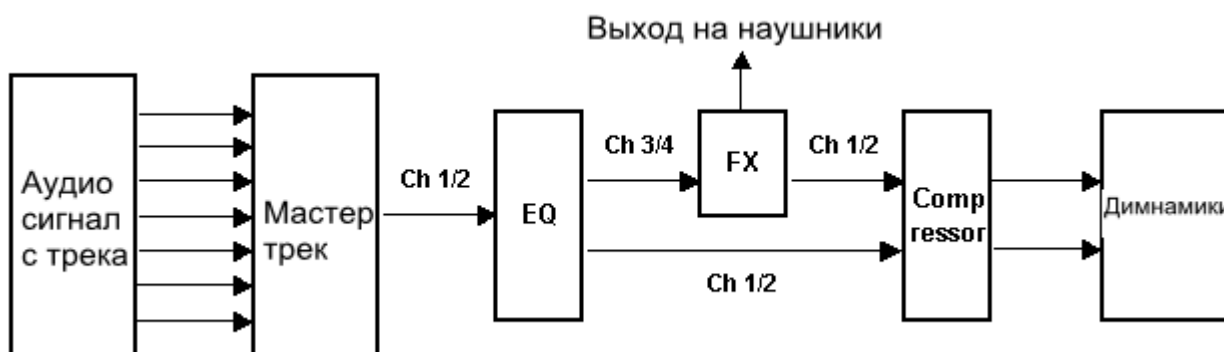 Выход на наушники
Аудио
сигнал
с трека
Мастер
трек
Ch 1/2
EQ
Ch 3/4
FX
Ch 1/2
Ch 1/2
Comp
ressor
Димнамики